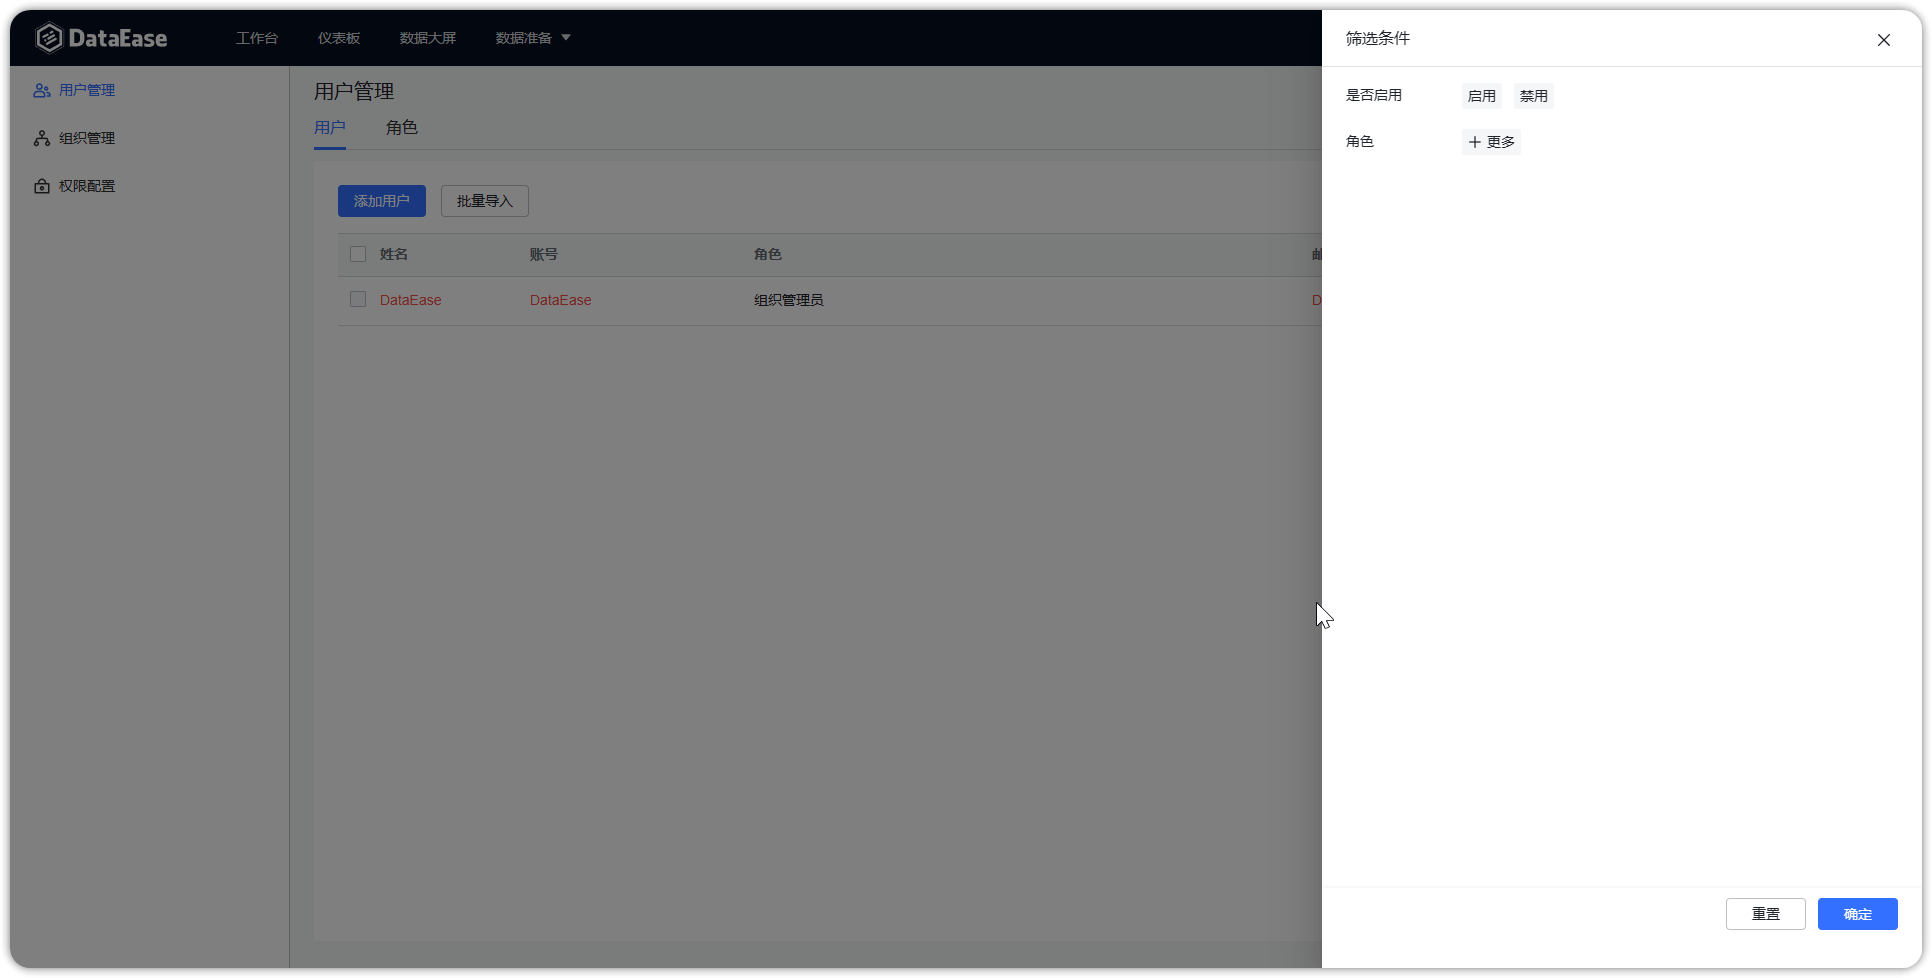 DataEase
工作台 仪表板 数据大屏 数据准备
用户管理
组织管理
权限配置
用户管理
用户 角色
添加用户 批量导入
姓名 账号 角色 邮
DataEase DataEase 组织管理员 D
筛选条件
是否启用 启用 禁用
角色 更多
重置 确定